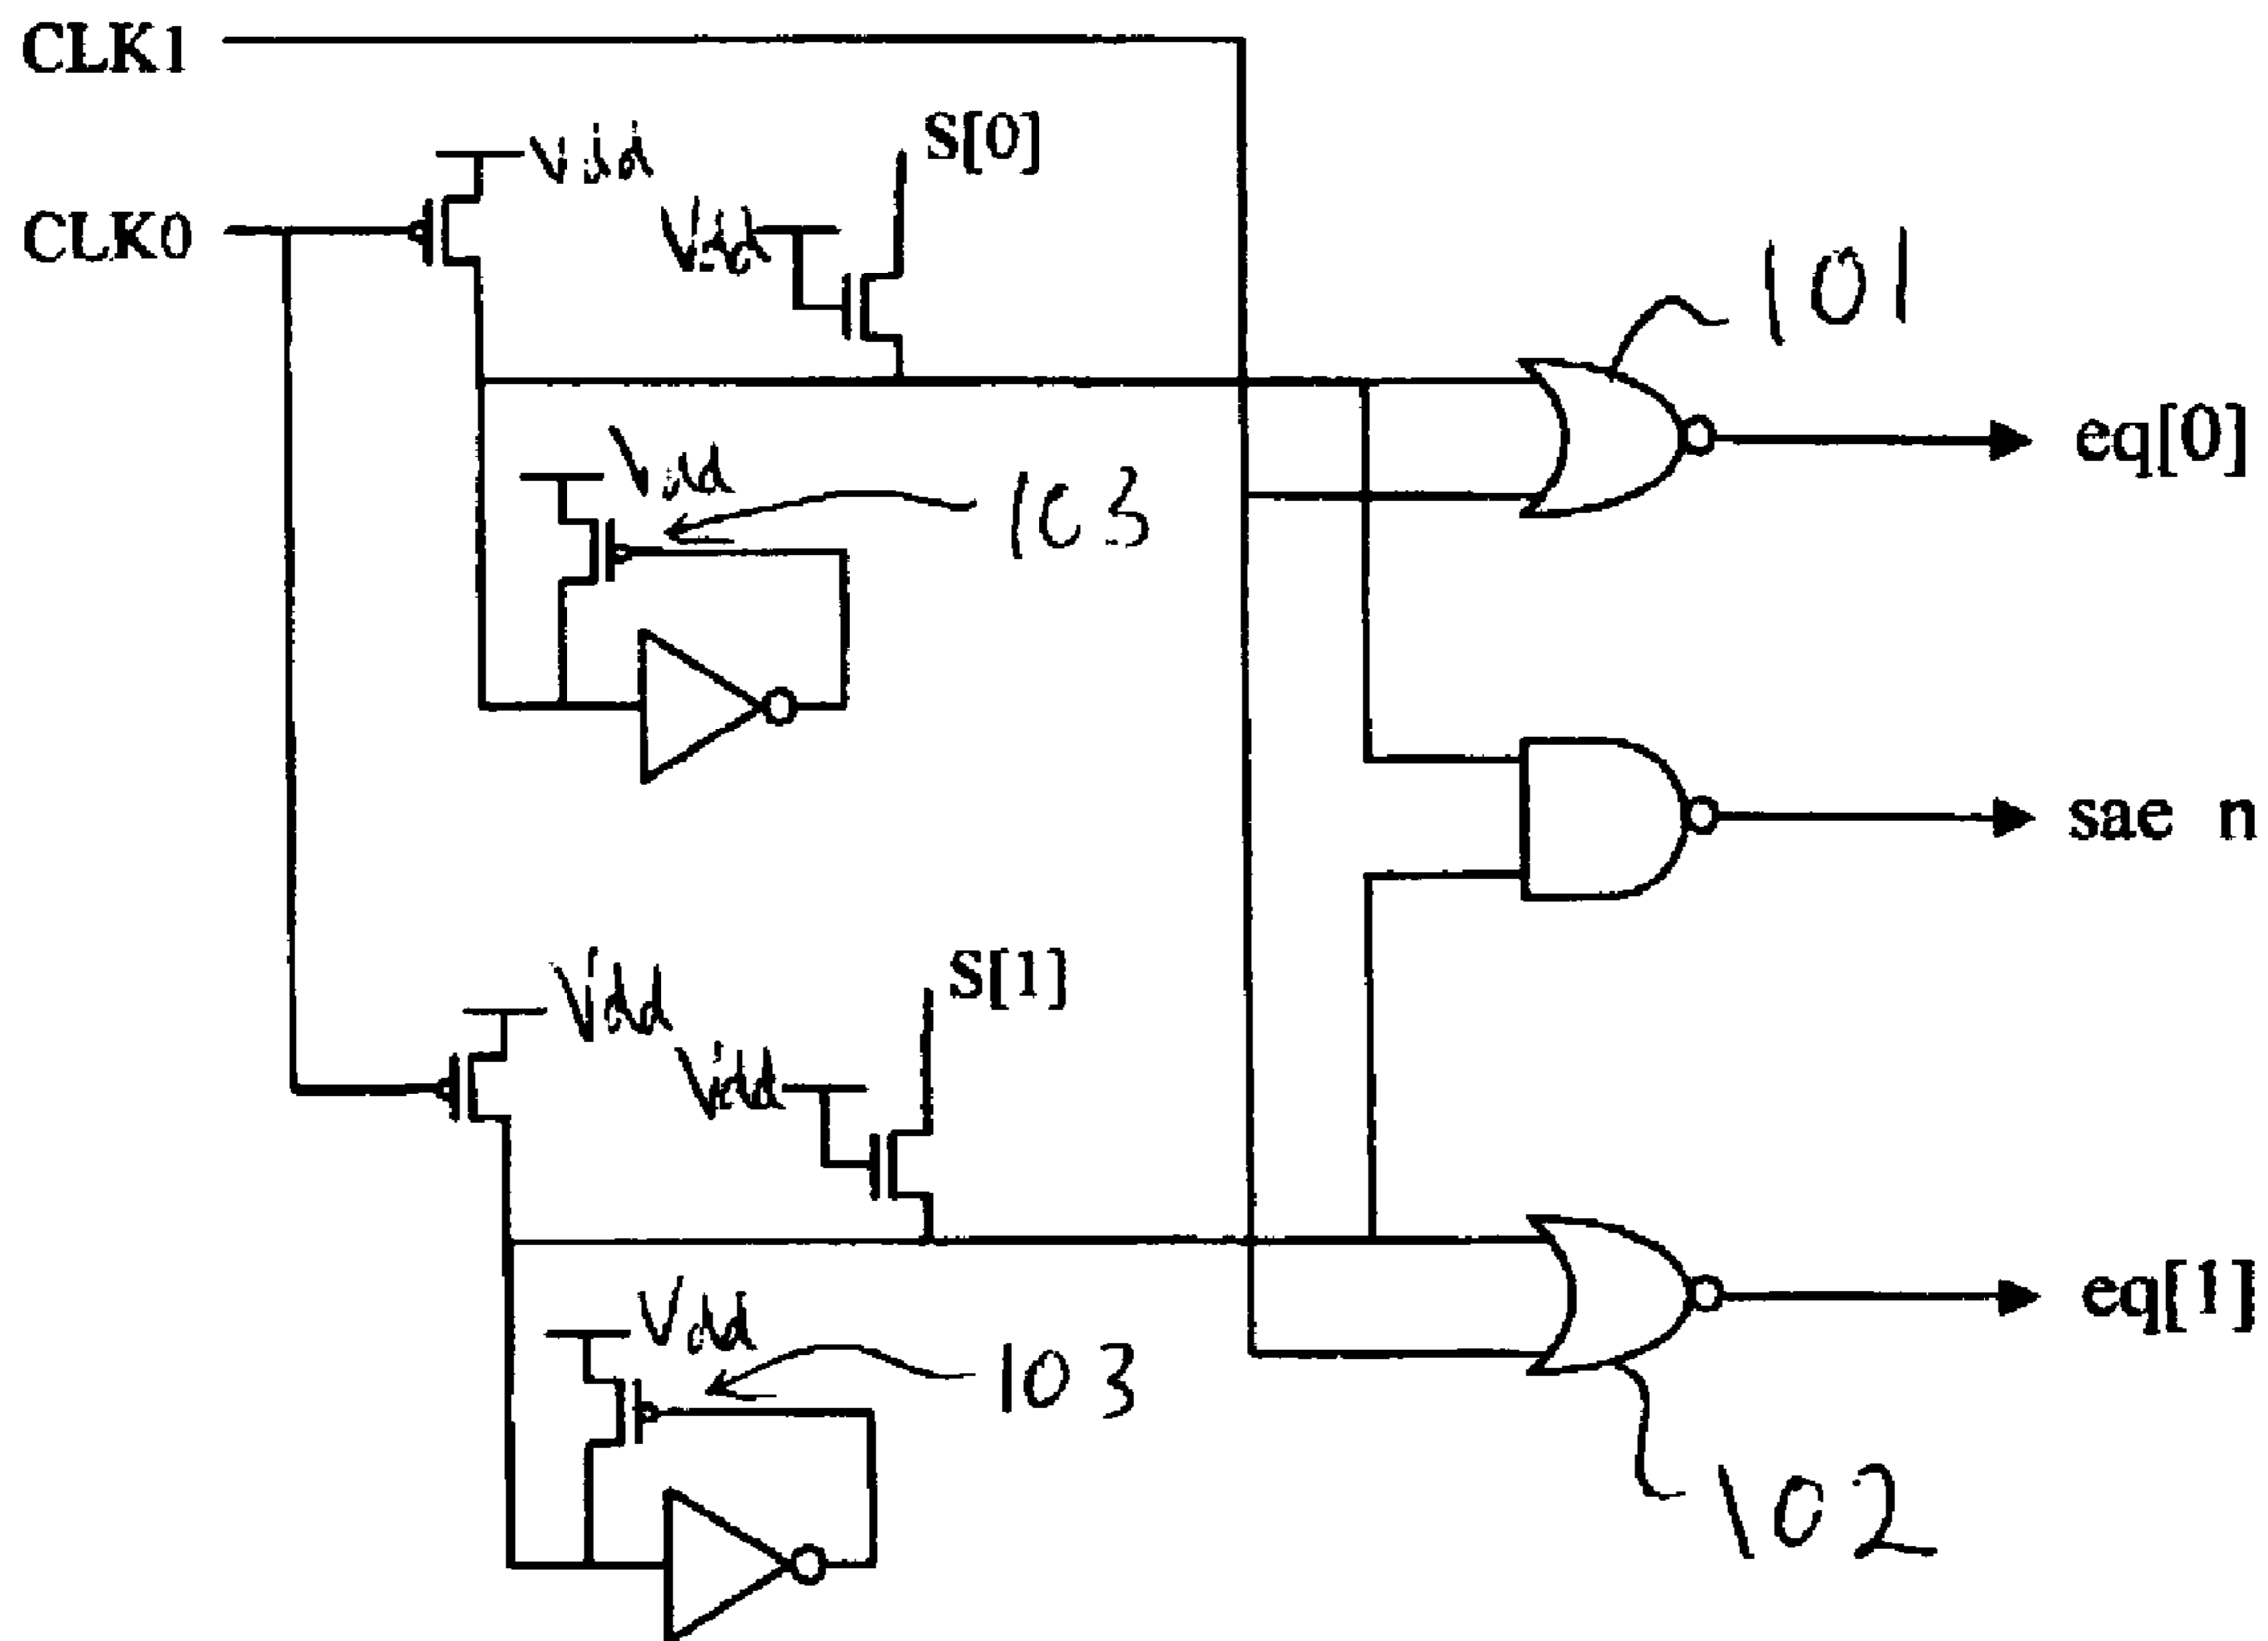 CLK1
Vdd
S[0]
CLK0
Vdd
101
eq[0]
Vdd
103
sae n
S[1]
Vdd
Vdd
eq[1]
Vdd
103
102